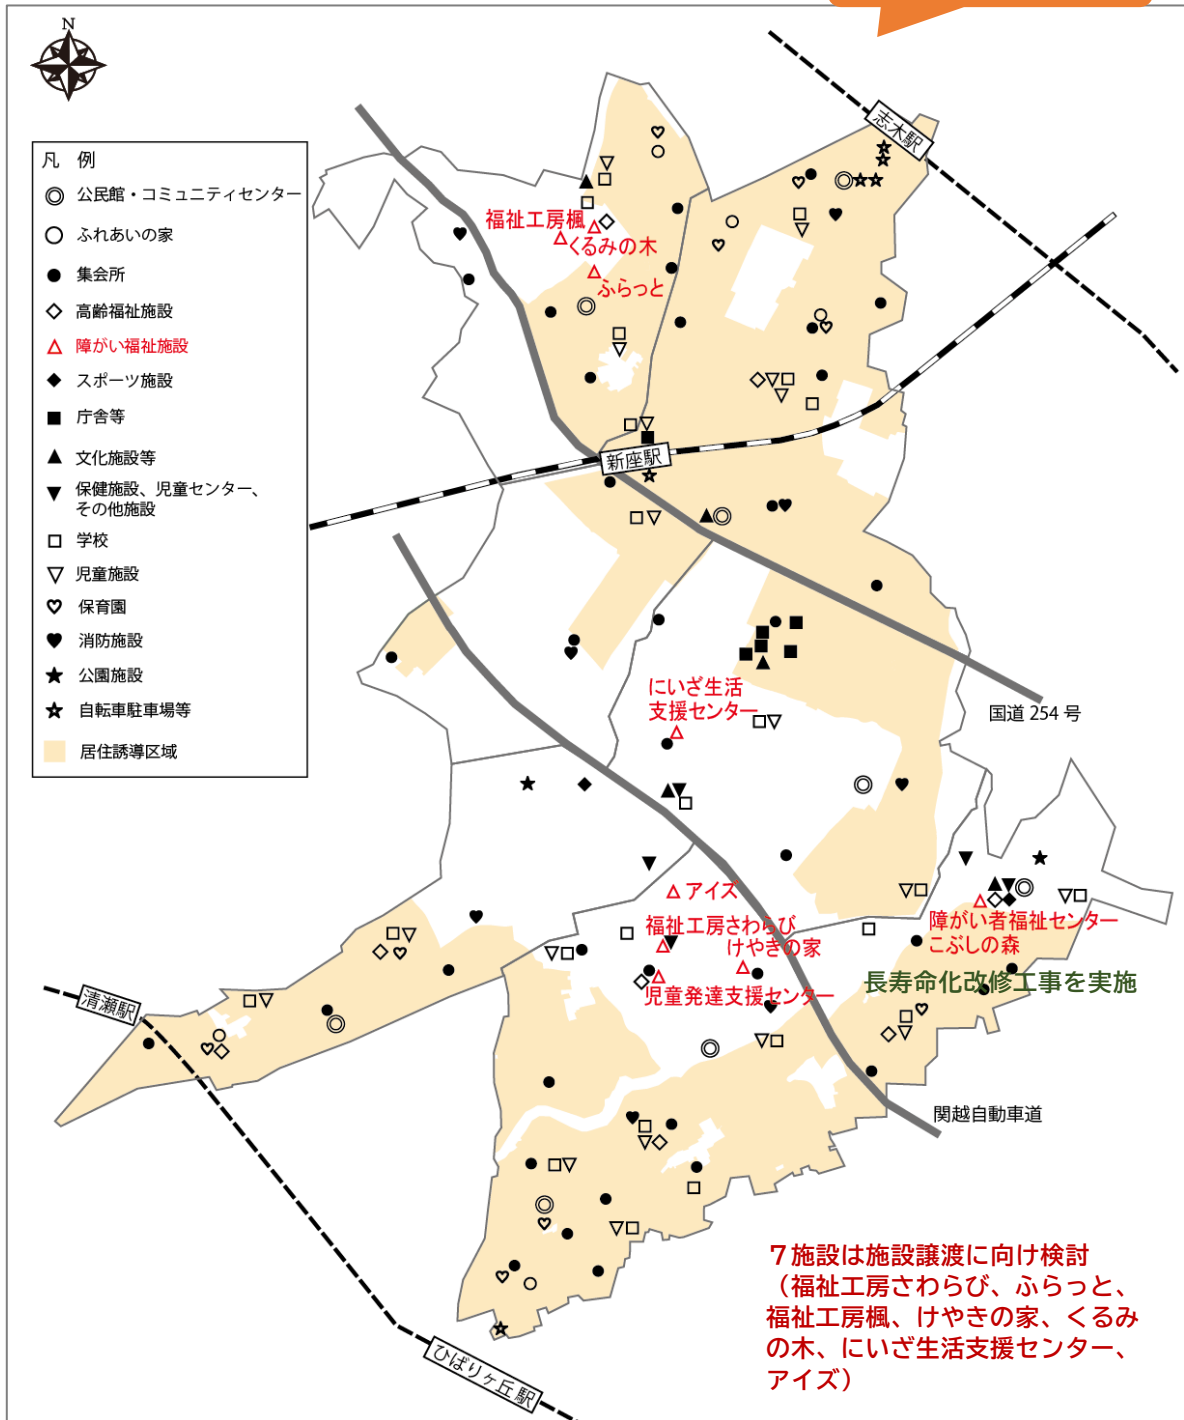 N
志木駅
凡 例
公民館・コミュニティセンター
ふれあいの家
集会所
高齢福祉施設
障がい福祉施設
スポーツ施設
庁舎等
文化施設等
保健施設、児童センター、
その他施設
学校
児童施設
保育園
消防施設
公園施設
自転車駐車場等
居住誘導区域
福祉工房楓
くるみの木
ふらっと
新座駅
国道 254 号
にいざ生活
支援センター
アイズ
福祉工房さわらび
けやきの家
児童発達支援センター
障がい者福祉センター
こぶしの森
長寿命化改修工事を実施
清瀬駅
関越自動車道
ひばりヶ丘駅
７施設は施設譲渡に向け検討
（福祉工房さわらび、ふらっと、
福祉工房楓、けやきの家、くるみ
の木、にいざ生活支援センター、
アイズ）